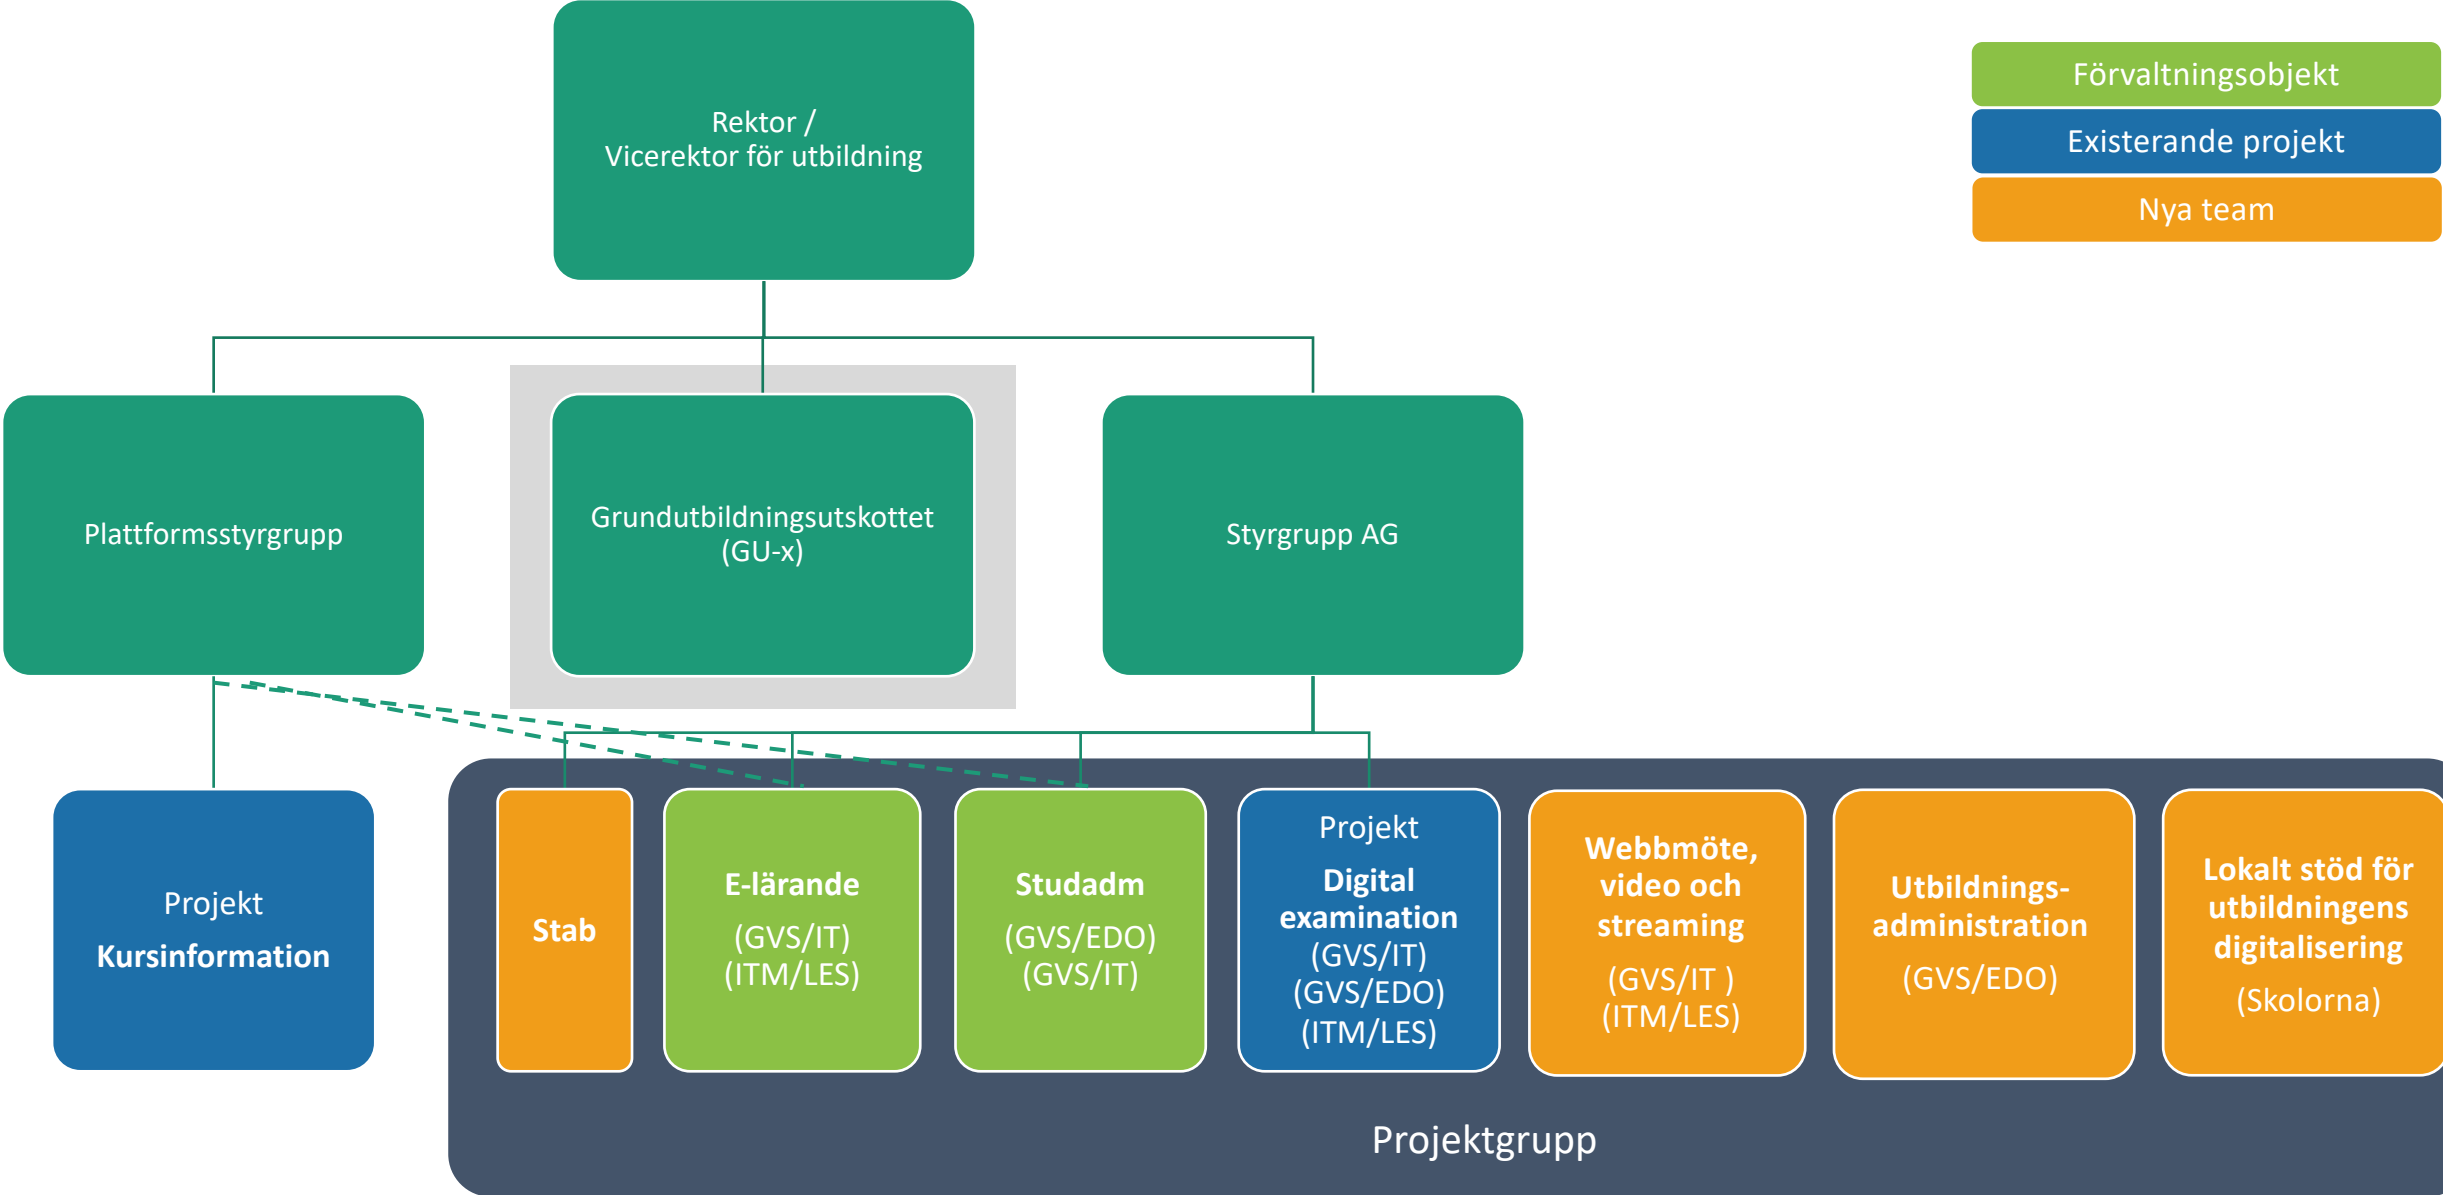 Rektor /
Vicerektor för utbildning
Förvaltningsobjekt
Existerande projekt
Nya team
Plattformsstyrgrupp
Grundutbildningsutskottet
(GU-x)
Styrgrupp AG
Projekt
Kursinformation
Stab
E-lärande
(GVS/IT)
(ITM/LES)
Studadm
(GVS/EDO)
(GVS/IT)
Projekt
Digital
examination
(GVS/IT)
(GVS/EDO)
(ITM/LES)
Webbmöte,
video och
streaming
(GVS/IT )
(ITM/LES)
Utbildnings-
administration
(GVS/EDO)
Lokalt stöd för
utbildningens
digitalisering
(Skolorna)
Projektgrupp